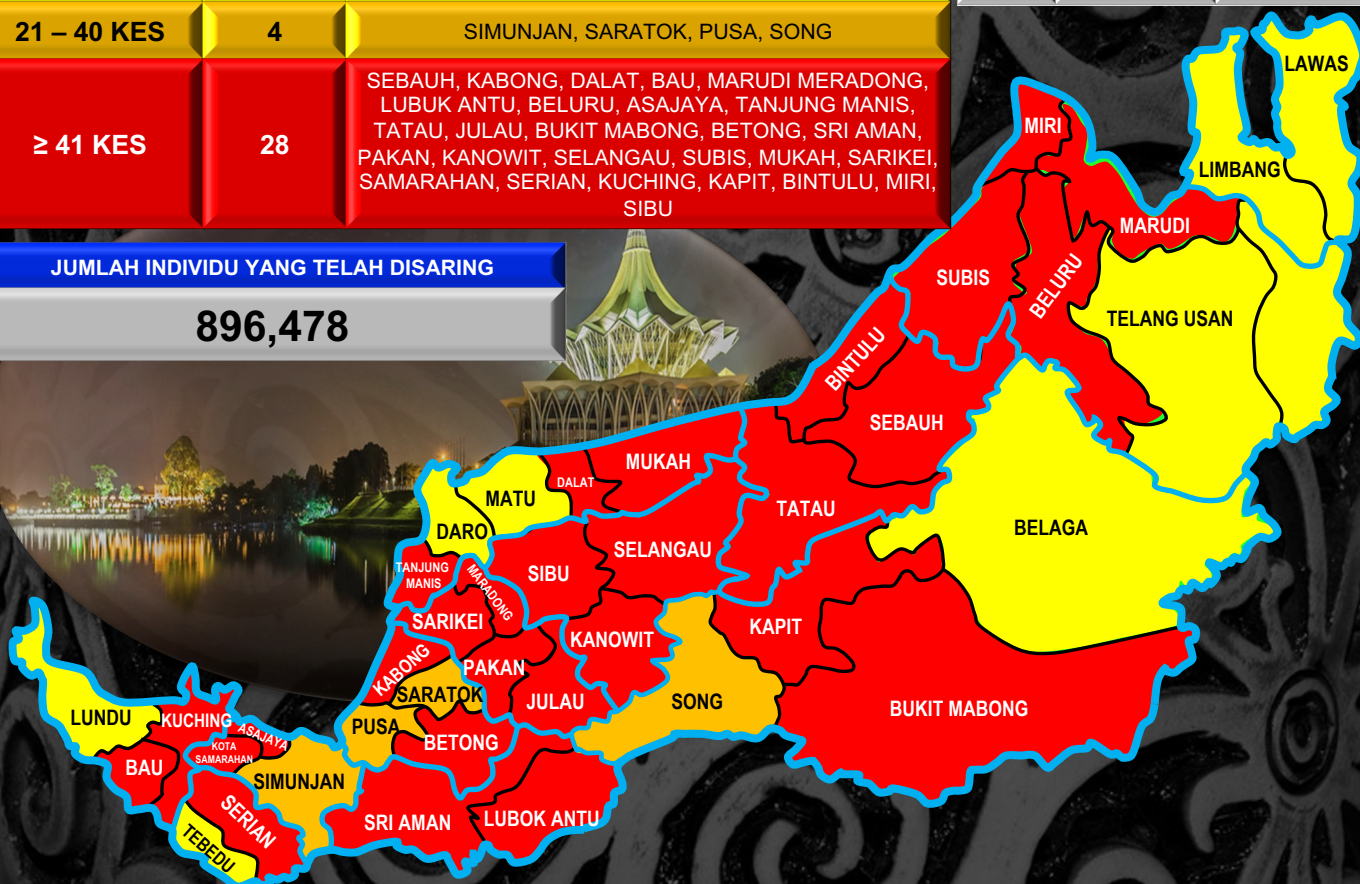 21 – 40 KES
4
SIMUNJAN, SARATOK, PUSA, SONG
≥ 41 KES
28
SEBAUH, KABONG, DALAT, BAU, MARUDI MERADONG,
LUBUK ANTU, BELURU, ASAJAYA, TANJUNG MANIS,
TATAU, JULAU, BUKIT MABONG, BETONG, SRI AMAN,
PAKAN, KANOWIT, SELANGAU, SUBIS, MUKAH, SARIKEI,
SAMARAHAN, SERIAN, KUCHING, KAPIT, BINTULU, MIRI,
SIBU
JUMLAH INDIVIDU YANG TELAH DISARING
896,478
LAWAS
MIRI
LIMBANG
MARUDI
SUBIS
BELURU
TELANG USAN
BINTULU
SEBAUH
MUKAH
DALAT
MATU
TATAU
BELAGA
DARO
SELANGAU
TANJUNG
MANIS
MARADONG
SIBU
SARIKEI
KAPIT
KANOWIT
KABONG
PAKAN
SARATOK
JULAU
SONG
BUKIT MABONG
LUNDU
KUCHING
ASAJAYA
PUSA
BETONG
KOTA
SAMARAHAN
BAU
SIMUNJAN
SERIAN
SRI AMAN
LUBOK ANTU
TEBEDU